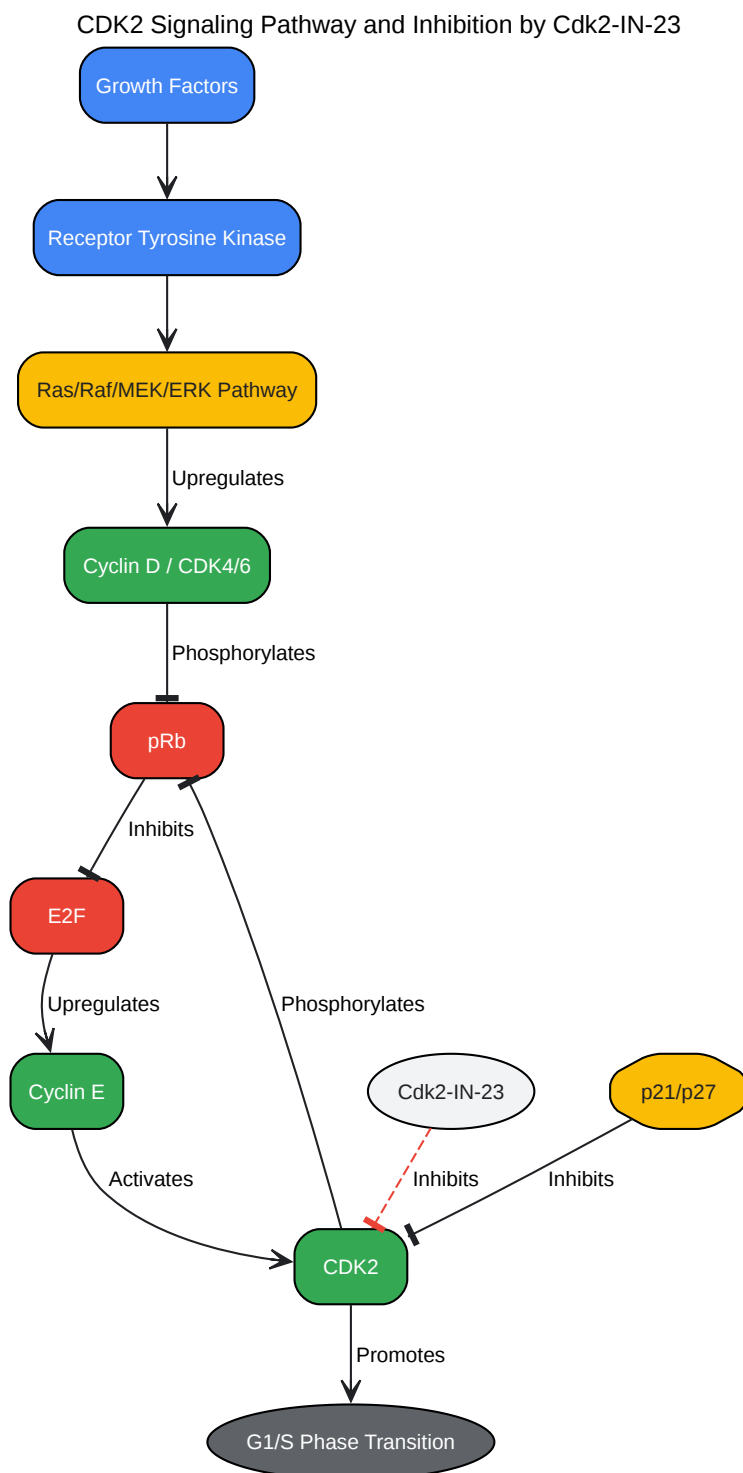 CDK2 Signaling Pathway and Inhibition by Cdk2-IN-23
Growth Factors
Receptor Tyrosine Kinase
Ras/Raf/MEK/ERK Pathway
Upregulates
Cyclin D / CDK4/6
Phosphorylates
pRb
Inhibits
E2F
Upregulates
Phosphorylates
Cyclin E
Cdk2-IN-23
p21/p27
Activates
Inhibits
Inhibits
CDK2
Promotes
G1/S Phase Transition